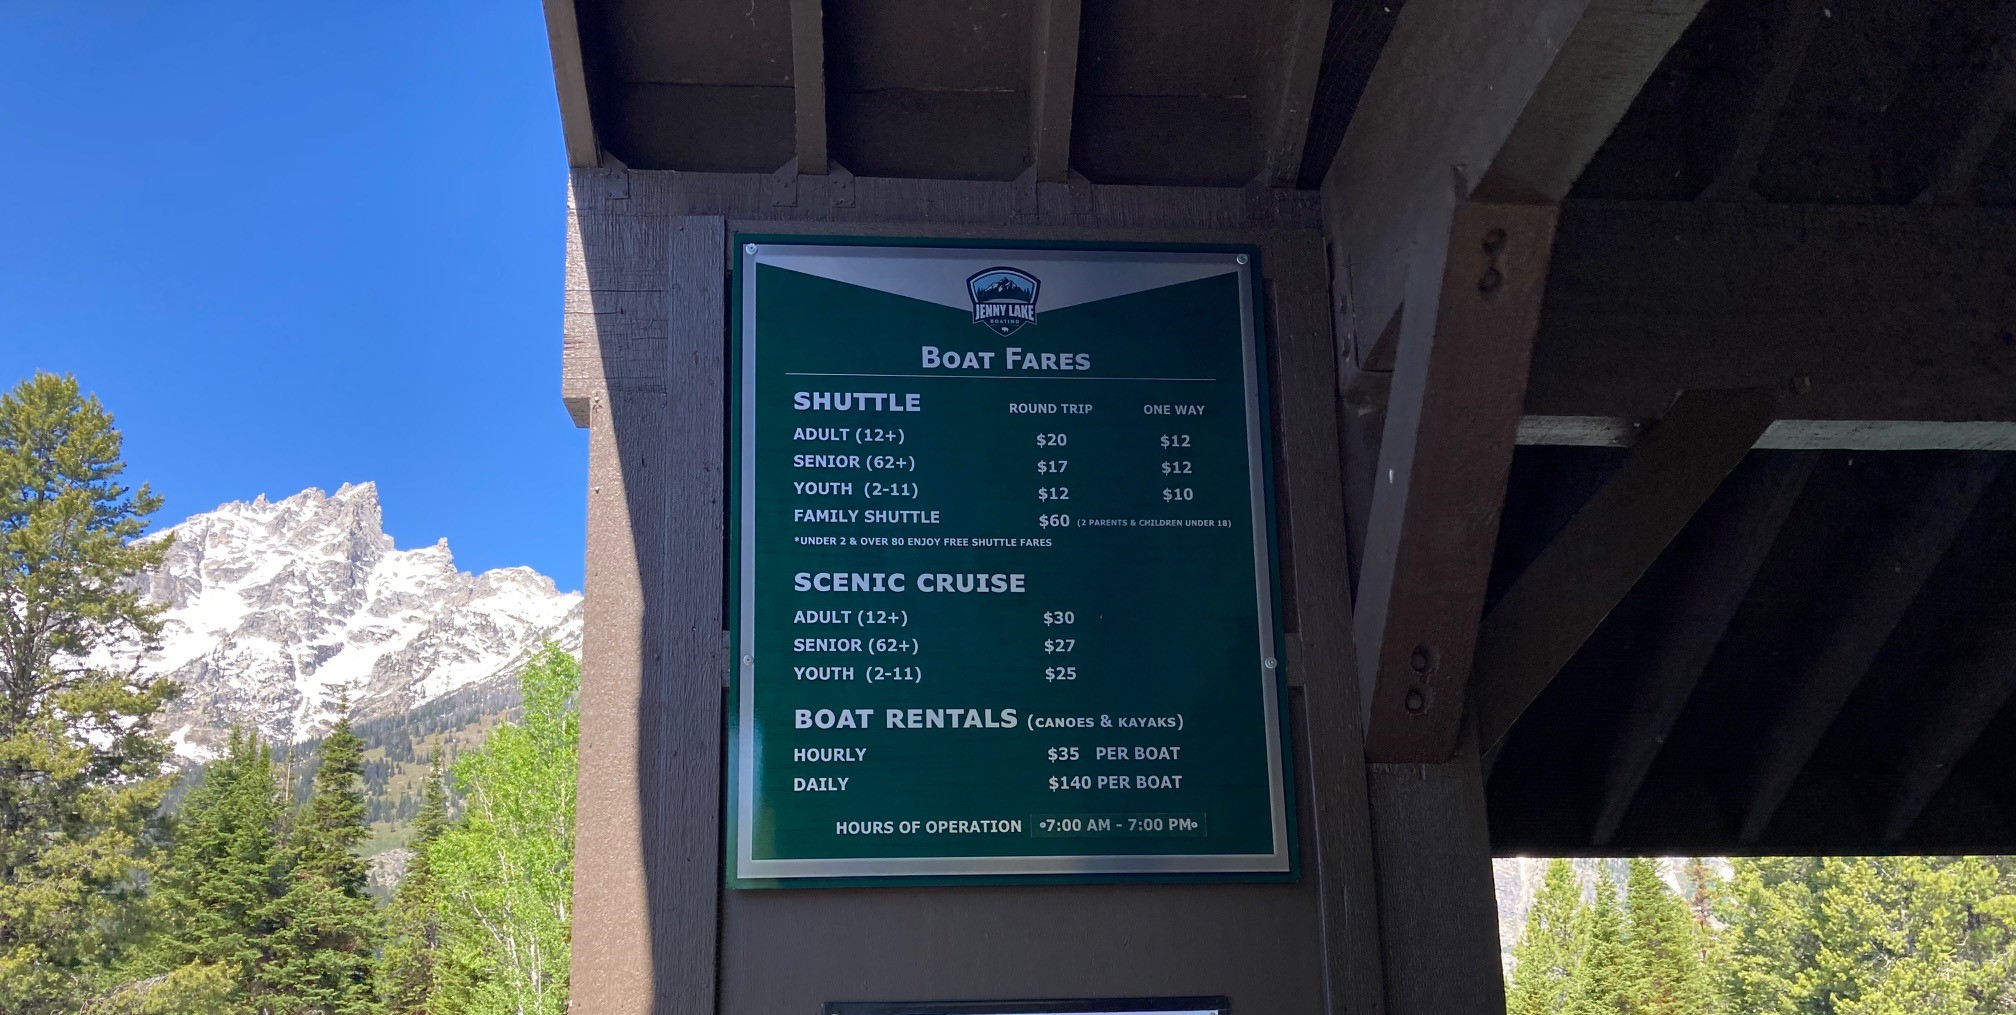 JENNY LAKE
BOATING
BOAT FARES
SHUTTLE ROUND TRIP ONE WAY
ADULT (12+) $20 $12
SENIOR (62+) $17 $12
YOUTH (2-11) $12 $10
FAMILY SHUTTLE $60 (2 PARENTS & CHILDREN UNDER 18)
*UNDER 2 & OVER 80 ENJOY FREE SHUTTLE FARES
SCENIC CRUISE
ADULT (12+) $30
SENIOR (62+) $27
YOUTH (2-11) $25
BOAT RENTALS (CANOES & KAYAKS)
HOURLY $35 PER BOAT
DAILY $140 PER BOAT
HOURS OF OPERATION 7:00 AM - 7:00 PM